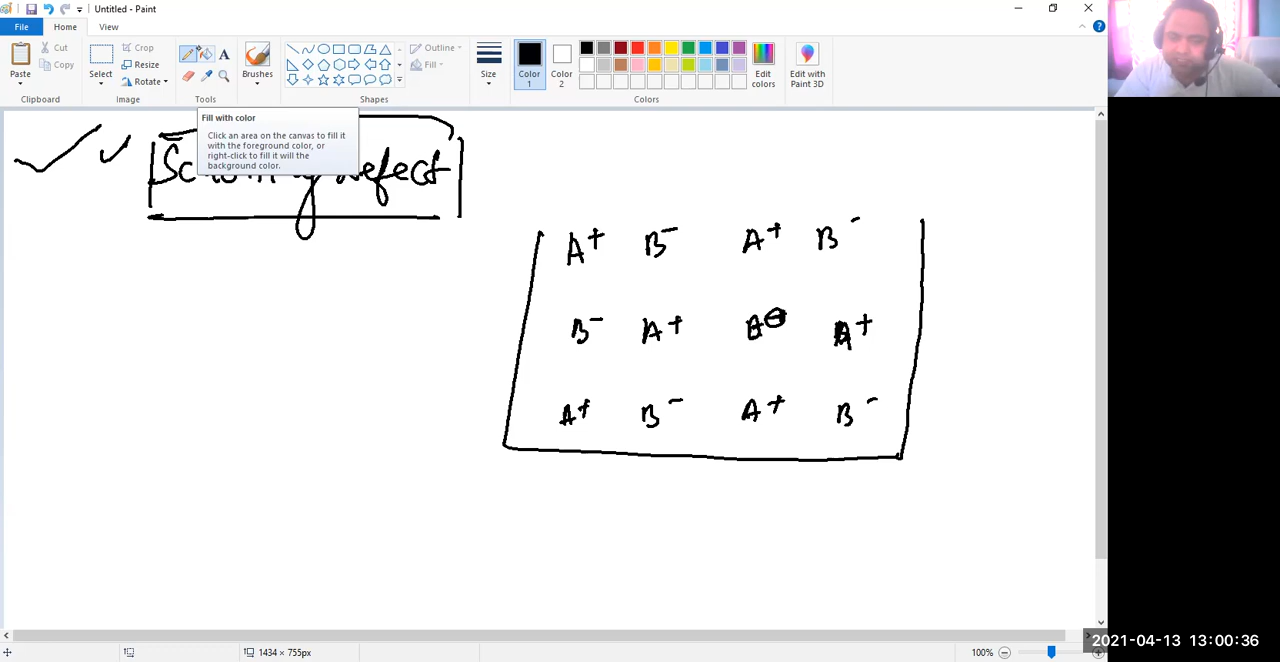 Untitled - Paint
File Home View
Paste
Cut
Copy
Clipboard
Select
Crop
Resize
Rotate
Image
A
Tools
Brushes
Shapes
Outline
Fill
Size
Color 1
Color 2
Edit colors
Colors
Edit with Paint 3D
Fill with color
Click an area on the canvas to fill it
with the foreground color, or
right-click to fill it will the
background color.
A+ B- A+ B-
B- A+ A+
A+ B- A+ B-
1434 × 755px
100%
2021-04-13 13:00:36